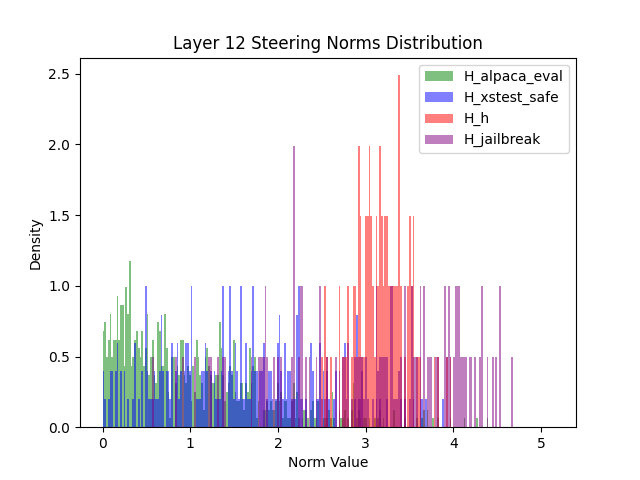 Layer 12 Steering Norms Distribution
H_alpaca_eval
H_xstest_safe
H_h
H_jailbreak
2.5
2.0
1.5
1.0
0.5
0.0
Density
0 1 2 3 4 5
Norm Value